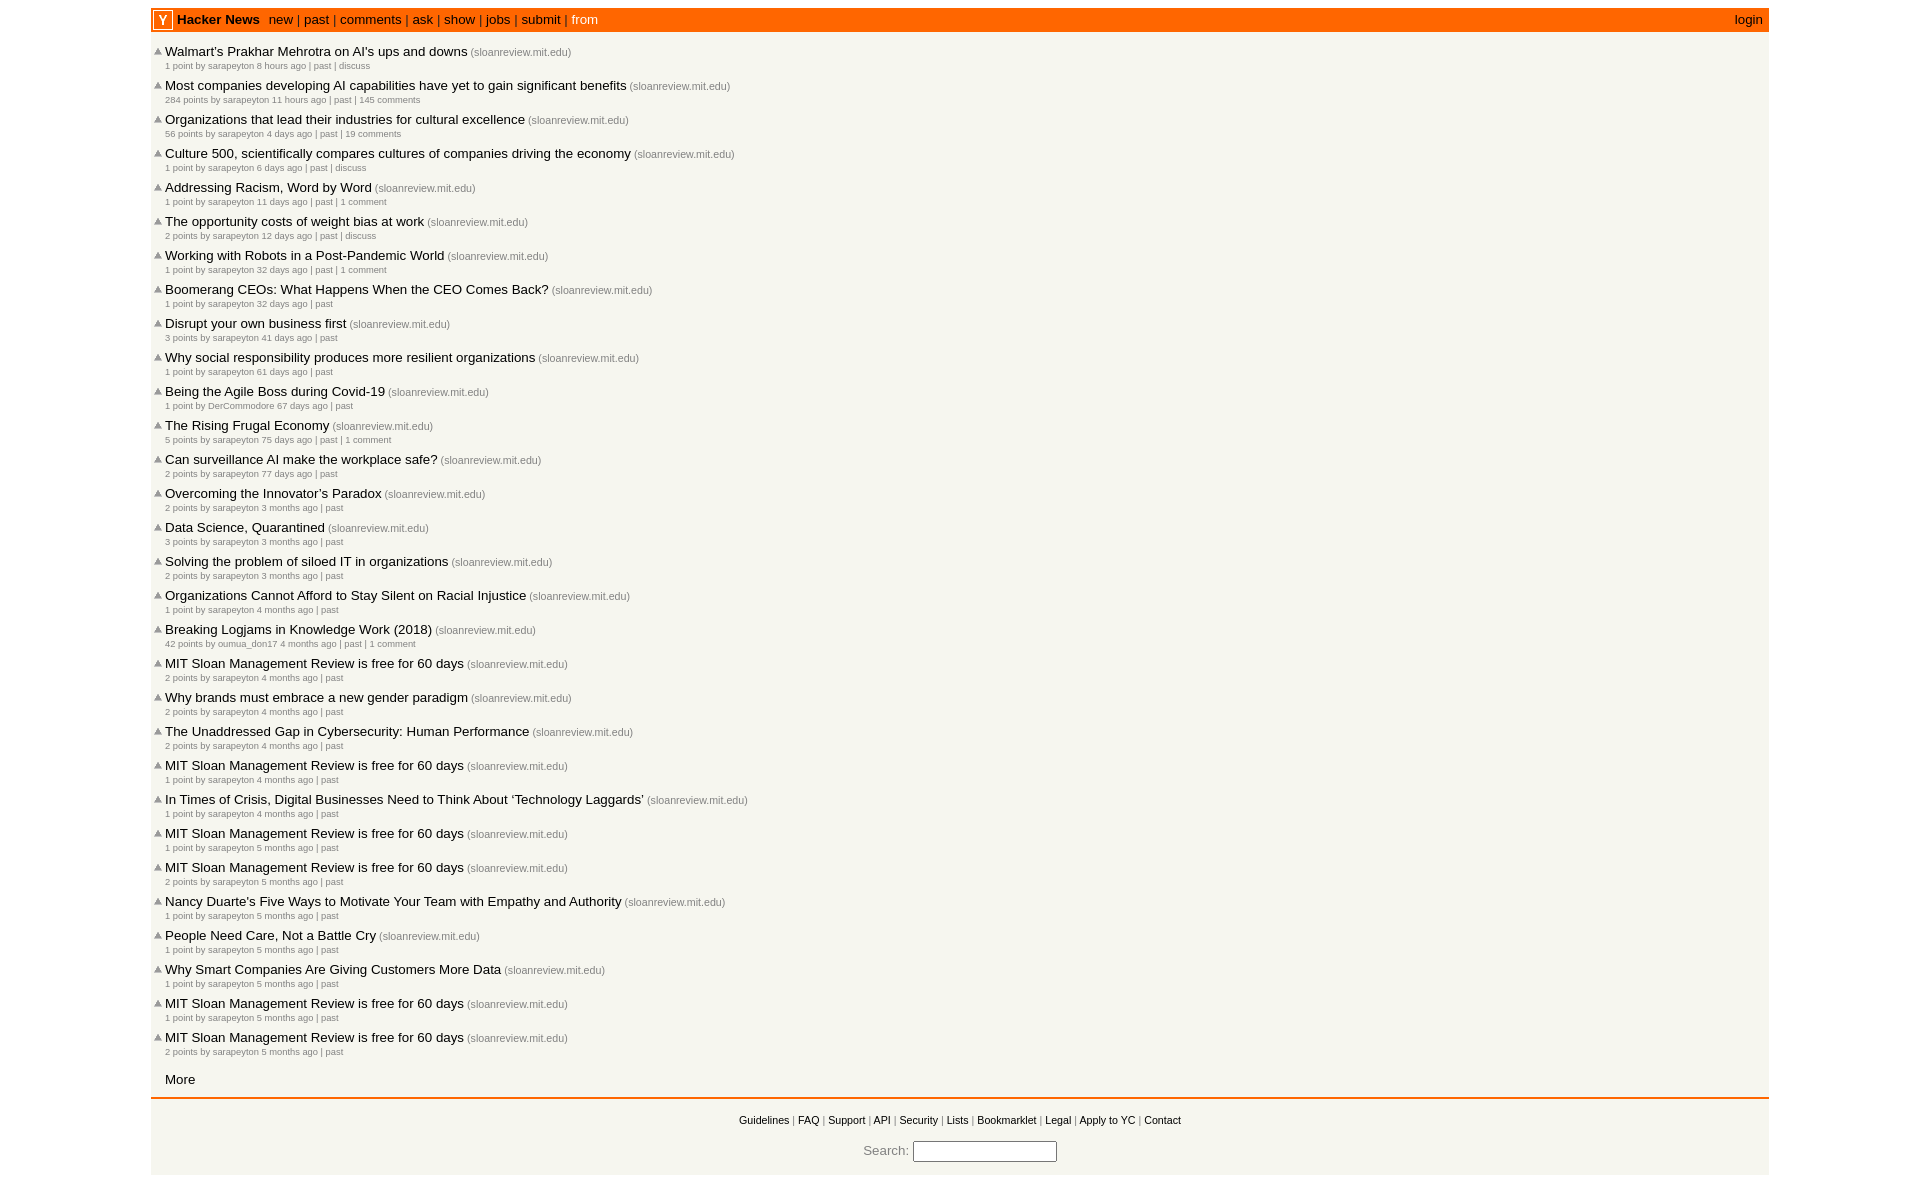 Y Hacker News new | past | comments | ask | show | jobs | submit | from login
Walmart's Prakhar Mehrotra on AI's ups and downs (sloanreview.mit.edu)
1 point by sarapeyton 8 hours ago | past | discuss
Most companies developing AI capabilities have yet to gain significant benefits (sloanreview.mit.edu)
284 points by sarapeyton 11 hours ago | past | 145 comments
Organizations that lead their industries for cultural excellence (sloanreview.mit.edu)
56 points by sarapeyton 4 days ago | past | 19 comments
Culture 500, scientifically compares cultures of companies driving the economy (sloanreview.mit.edu)
1 point by sarapeyton 6 days ago | past | discuss
Addressing Racism, Word by Word (sloanreview.mit.edu)
1 point by sarapeyton 11 days ago | past | 1 comment
The opportunity costs of weight bias at work (sloanreview.mit.edu)
2 points by sarapeyton 12 days ago | past | discuss
Working with Robots in a Post-Pandemic World (sloanreview.mit.edu)
1 point by sarapeyton 32 days ago | past | 1 comment
Boomerang CEOs: What Happens When the CEO Comes Back? (sloanreview.mit.edu)
1 point by sarapeyton 32 days ago | past
Disrupt your own business first (sloanreview.mit.edu)
3 points by sarapeyton 41 days ago | past
Why social responsibility produces more resilient organizations (sloanreview.mit.edu)
1 point by sarapeyton 61 days ago | past
Being the Agile Boss during Covid-19 (sloanreview.mit.edu)
1 point by DerCommodore 67 days ago | past
The Rising Frugal Economy (sloanreview.mit.edu)
5 points by sarapeyton 75 days ago | past | 1 comment
Can surveillance AI make the workplace safe? (sloanreview.mit.edu)
2 points by sarapeyton 77 days ago | past
Overcoming the Innovator’s Paradox (sloanreview.mit.edu)
2 points by sarapeyton 3 months ago | past
Data Science, Quarantined (sloanreview.mit.edu)
3 points by sarapeyton 3 months ago | past
Solving the problem of siloed IT in organizations (sloanreview.mit.edu)
2 points by sarapeyton 3 months ago | past
Organizations Cannot Afford to Stay Silent on Racial Injustice (sloanreview.mit.edu)
1 point by sarapeyton 4 months ago | past
Breaking Logjams in Knowledge Work (2018) (sloanreview.mit.edu)
42 points by oumua_don17 4 months ago | past | 1 comment
MIT Sloan Management Review is free for 60 days (sloanreview.mit.edu)
2 points by sarapeyton 4 months ago | past
Why brands must embrace a new gender paradigm (sloanreview.mit.edu)
2 points by sarapeyton 4 months ago | past
The Unaddressed Gap in Cybersecurity: Human Performance (sloanreview.mit.edu)
2 points by sarapeyton 4 months ago | past
MIT Sloan Management Review is free for 60 days (sloanreview.mit.edu)
1 point by sarapeyton 4 months ago | past
In Times of Crisis, Digital Businesses Need to Think About ‘Technology Laggards’ (sloanreview.mit.edu)
1 point by sarapeyton 4 months ago | past
MIT Sloan Management Review is free for 60 days (sloanreview.mit.edu)
1 point by sarapeyton 5 months ago | past
MIT Sloan Management Review is free for 60 days (sloanreview.mit.edu)
2 points by sarapeyton 5 months ago | past
Nancy Duarte's Five Ways to Motivate Your Team with Empathy and Authority (sloanreview.mit.edu)
1 point by sarapeyton 5 months ago | past
People Need Care, Not a Battle Cry (sloanreview.mit.edu)
1 point by sarapeyton 5 months ago | past
Why Smart Companies Are Giving Customers More Data (sloanreview.mit.edu)
1 point by sarapeyton 5 months ago | past
MIT Sloan Management Review is free for 60 days (sloanreview.mit.edu)
1 point by sarapeyton 5 months ago | past
MIT Sloan Management Review is free for 60 days (sloanreview.mit.edu)
2 points by sarapeyton 5 months ago | past
More
Guidelines | FAQ | Support | API | Security | Lists | Bookmarklet | Legal | Apply to YC | Contact
Search: